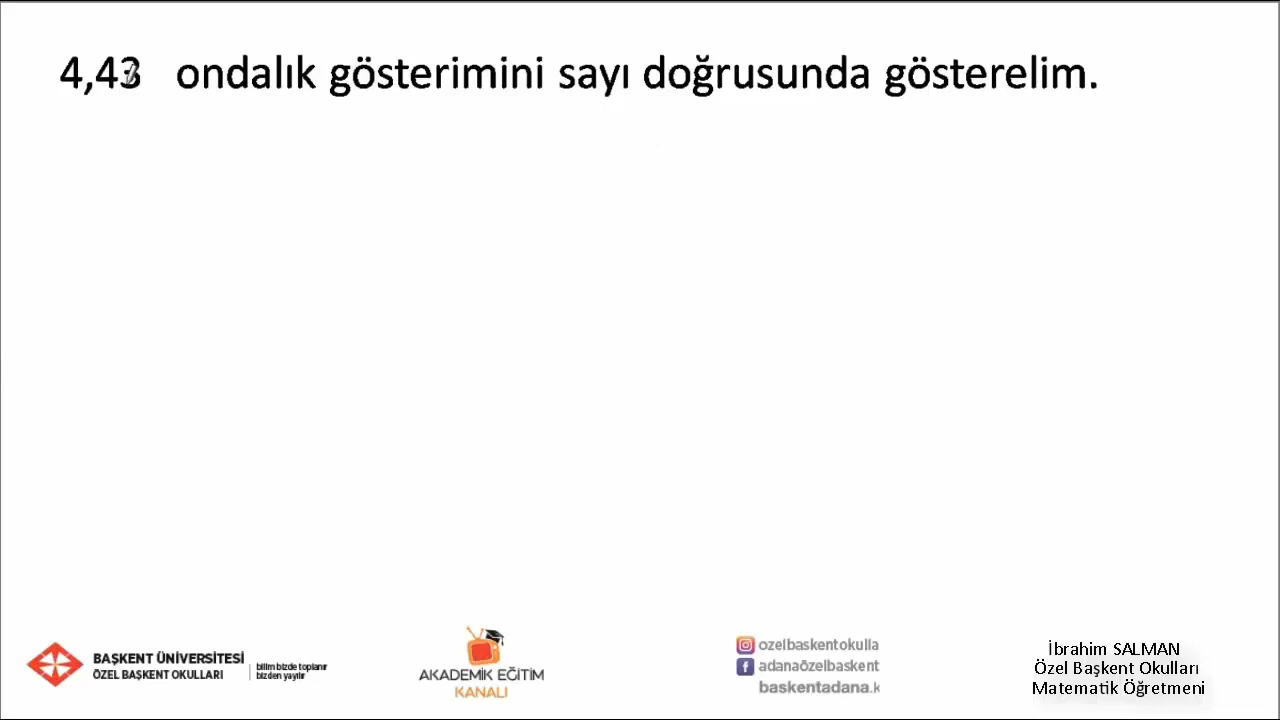 4,43 ondalık gösterimini sayı doğrusunda gösterelim.
BAŞKENT ÜNİVERSİTESİ
ÖZEL BAŞKENT OKULLARI
bilim bizde toplanır
bizden yayılır
AKADEMİK EĞİTİM
KANALI
ozelbaskentokulla
adanaözelbaskent
baskentadana.k
İbrahim SALMAN
Özel Başkent Okulları
Matematik Öğretmeni